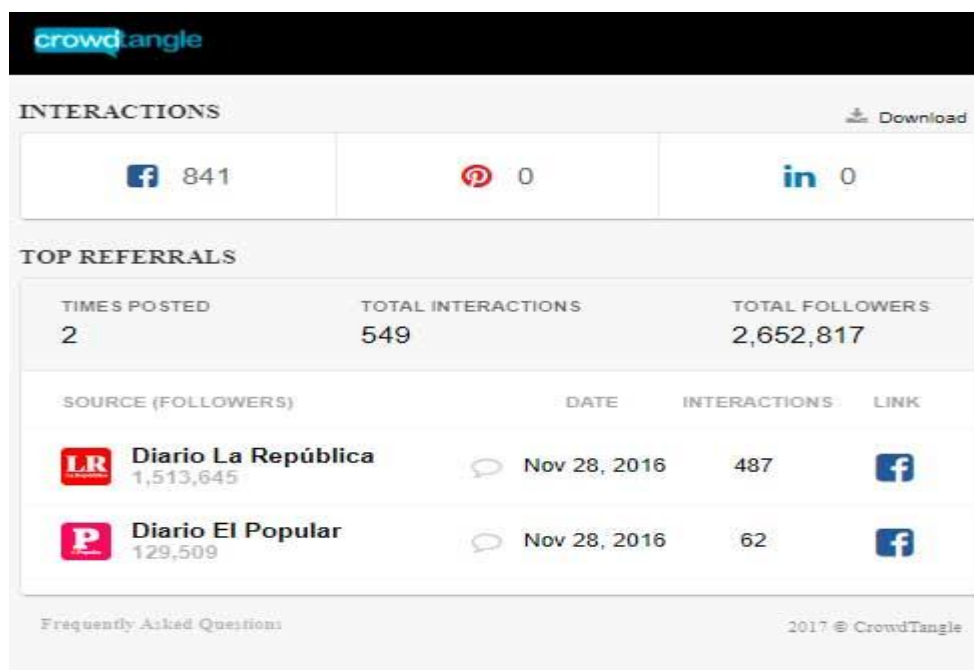 crowdtangle
INTERACTIONS
Download
841 0 in 0
TOP REFERRALS
TIMES POSTED TOTAL INTERACTIONS TOTAL FOLLOWERS
2 549 2,652,817
SOURCE (FOLLOWERS) DATE INTERACTIONS LINK
LR Diario La República Nov 28, 2016 487
1,513,645
P Diario El Popular Nov 28, 2016 62
129,509
Frequently Asked Questions 2017 © CrowdTangle